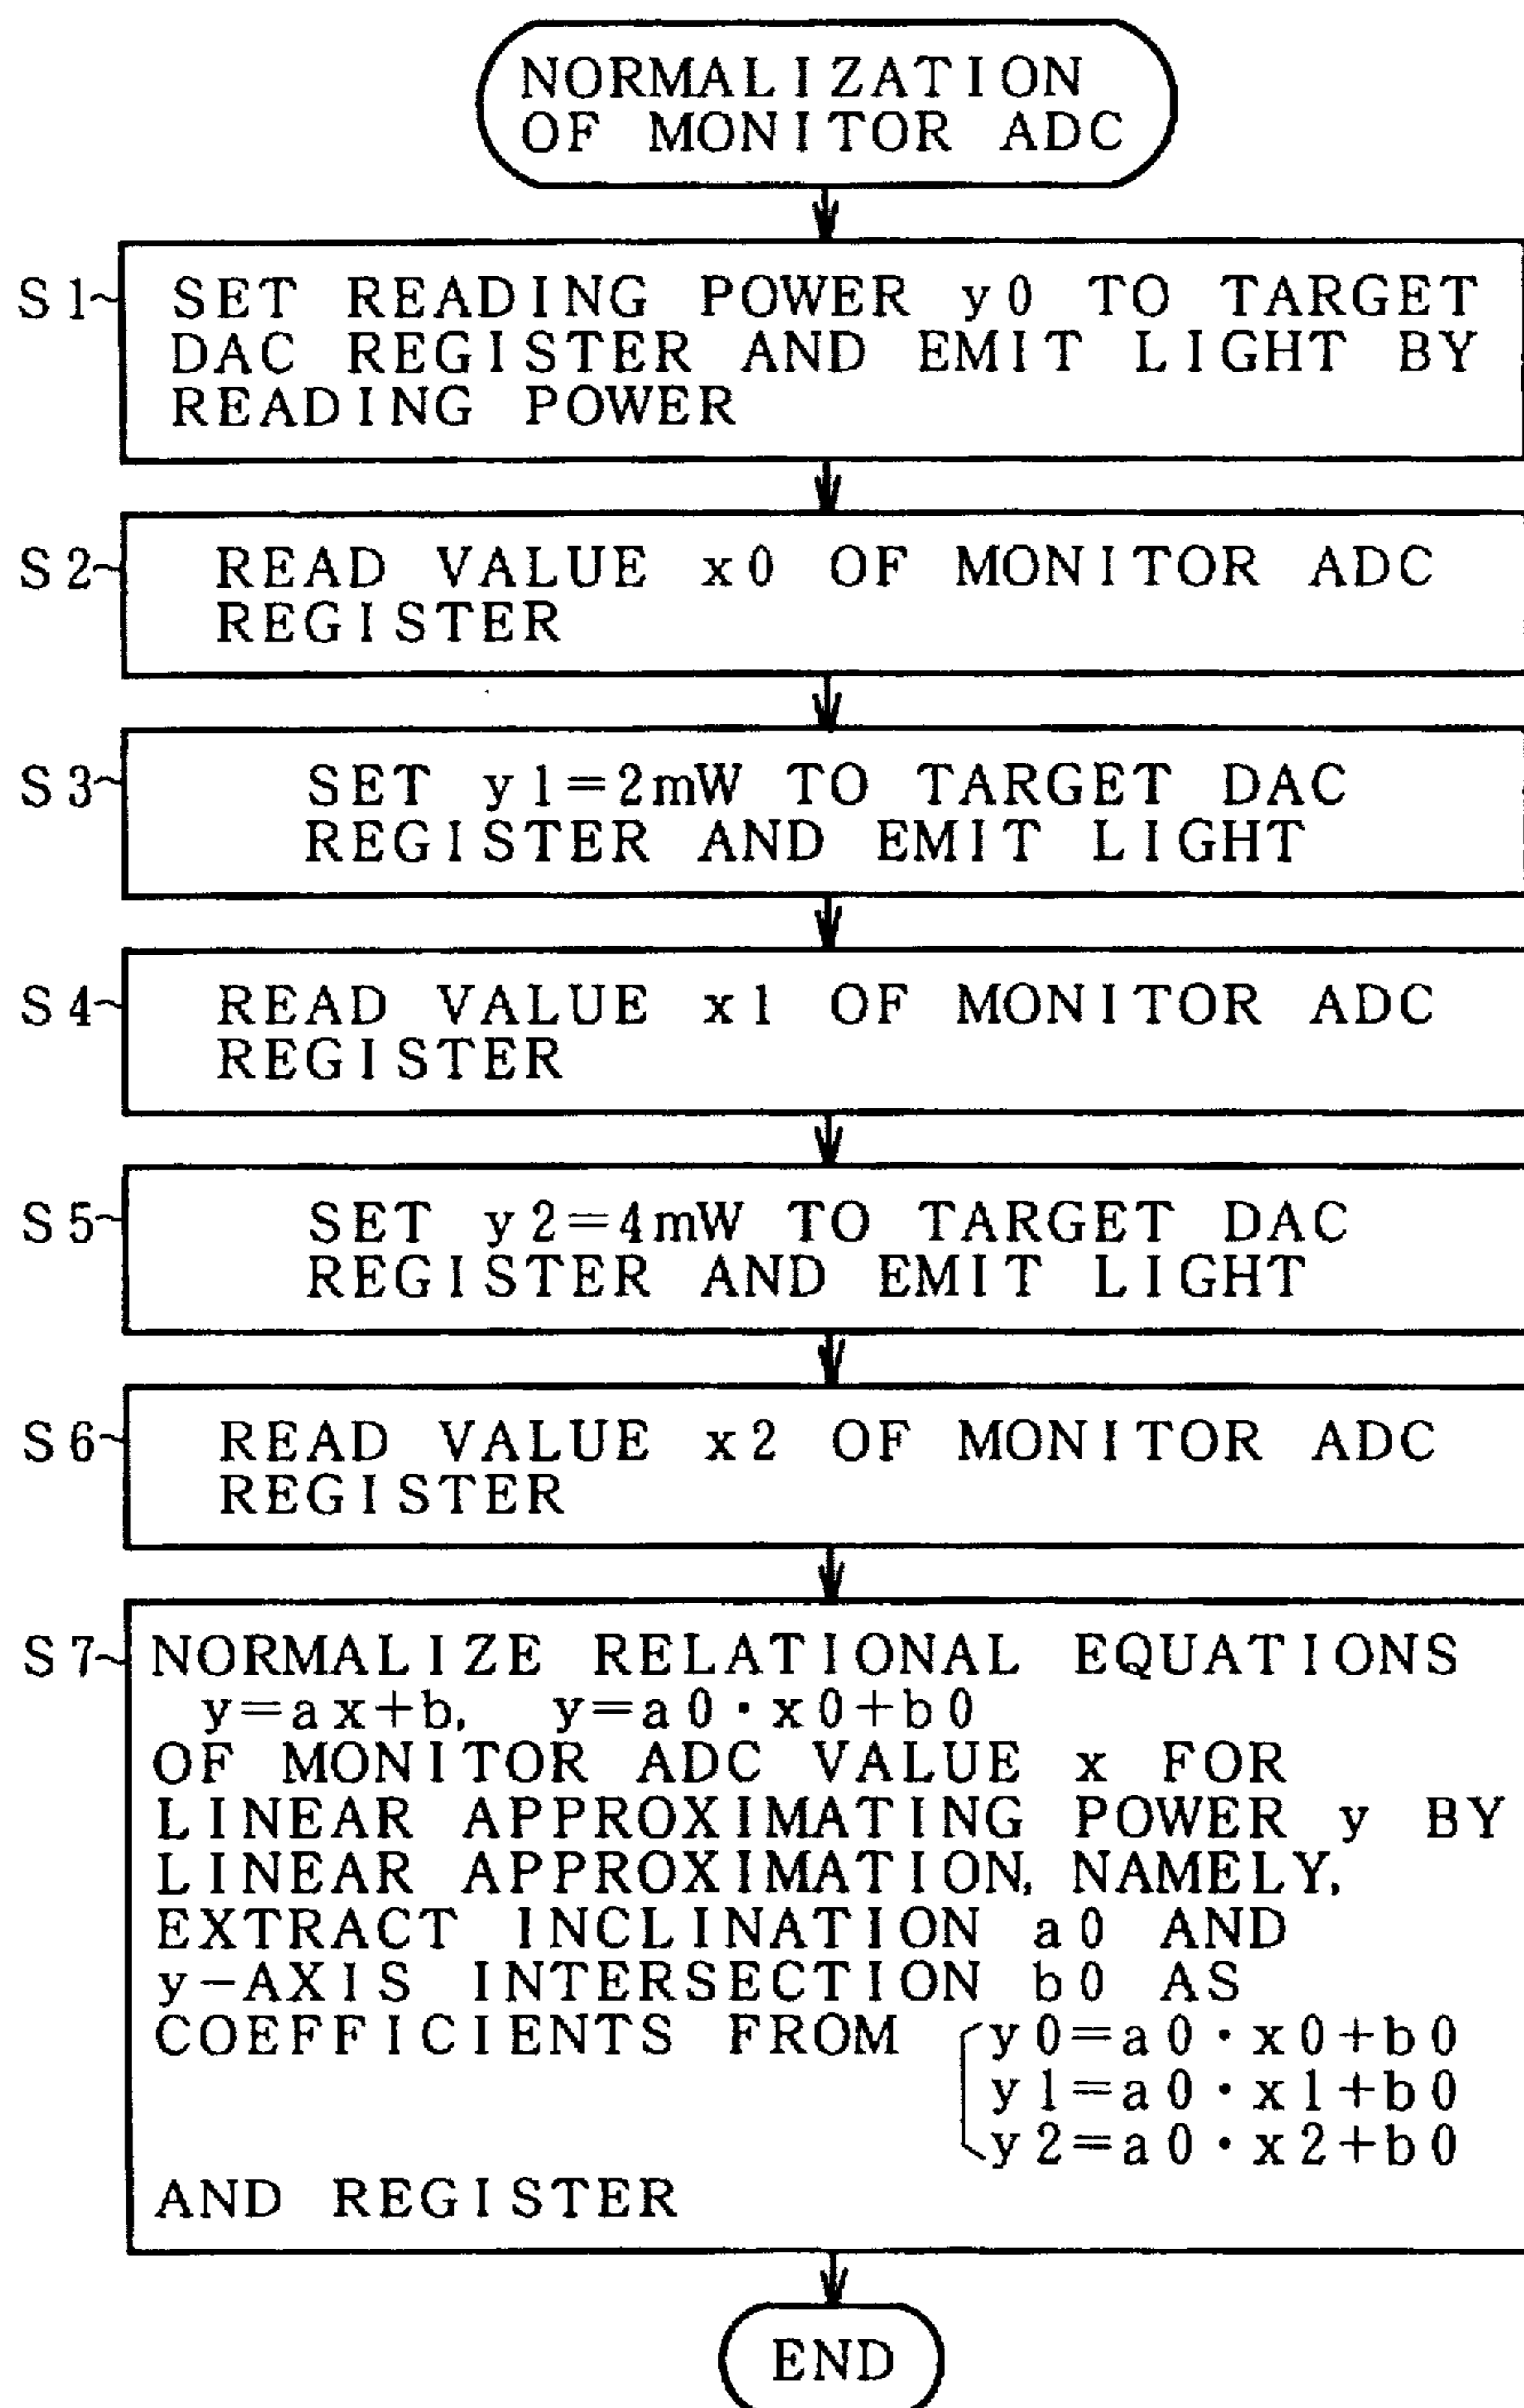 NORMALIZATION
OF MONITOR ADC
S1 SET READING POWER y0 TO TARGET
DAC REGISTER AND EMIT LIGHT BY
READING POWER
S2 READ VALUE x0 OF MONITOR ADC
REGISTER
S3 SET y1=2mW TO TARGET DAC
REGISTER AND EMIT LIGHT
S4 READ VALUE x1 OF MONITOR ADC
REGISTER
S5 SET y2=4mW TO TARGET DAC
REGISTER AND EMIT LIGHT
S6 READ VALUE x2 OF MONITOR ADC
REGISTER
S7 NORMALIZE RELATIONAL EQUATIONS
y=ax+b, y=a0·x0+b0
OF MONITOR ADC VALUE x FOR
LINEAR APPROXIMATING POWER y BY
LINEAR APPROXIMATION, NAMELY,
EXTRACT INCLINATION a0 AND
y-AXIS INTERSECTION b0 AS
COEFFICIENTS FROM y0=a0·x0+b0
y1=a0·x1+b0
y2=a0·x2+b0
AND REGISTER
END